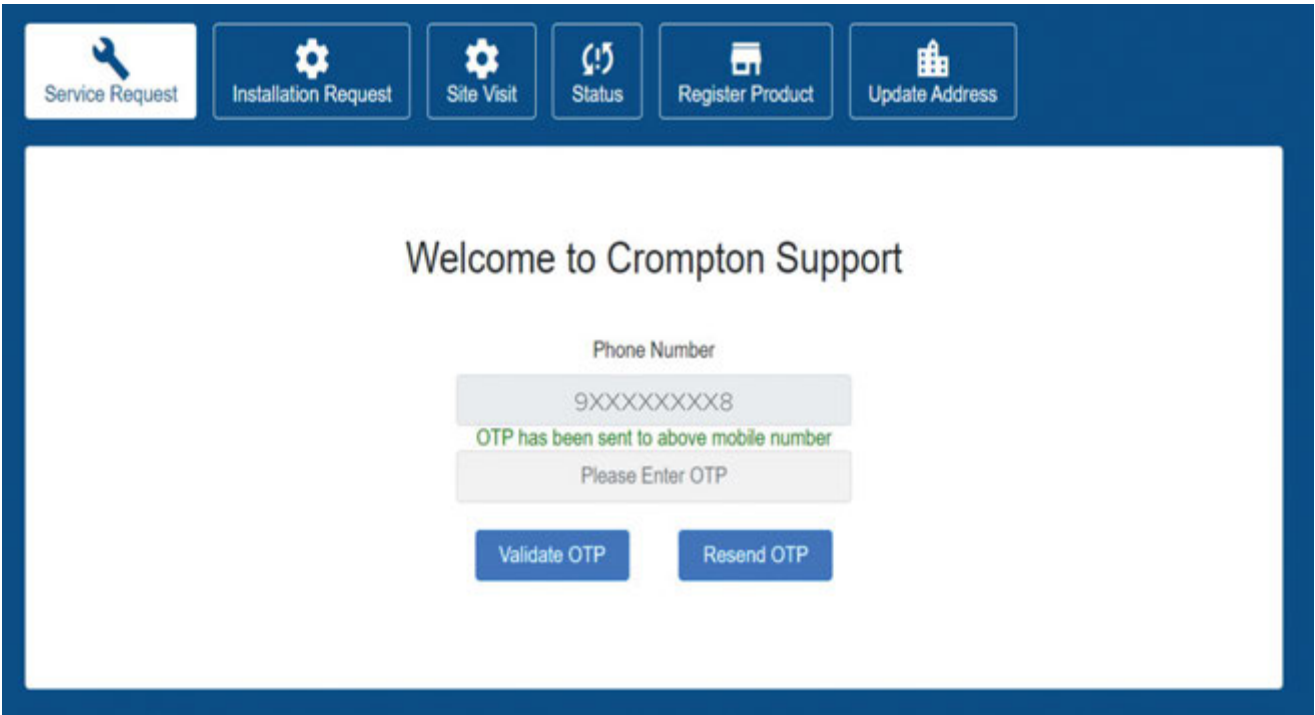 Service Request
Installation Request
Site Visit
Status
Register Product
Update Address
Welcome to Crompton Support
Phone Number
9XXXXXXXX8
OTP has been sent to above mobile number
Please Enter OTP
Validate OTP
Resend OTP